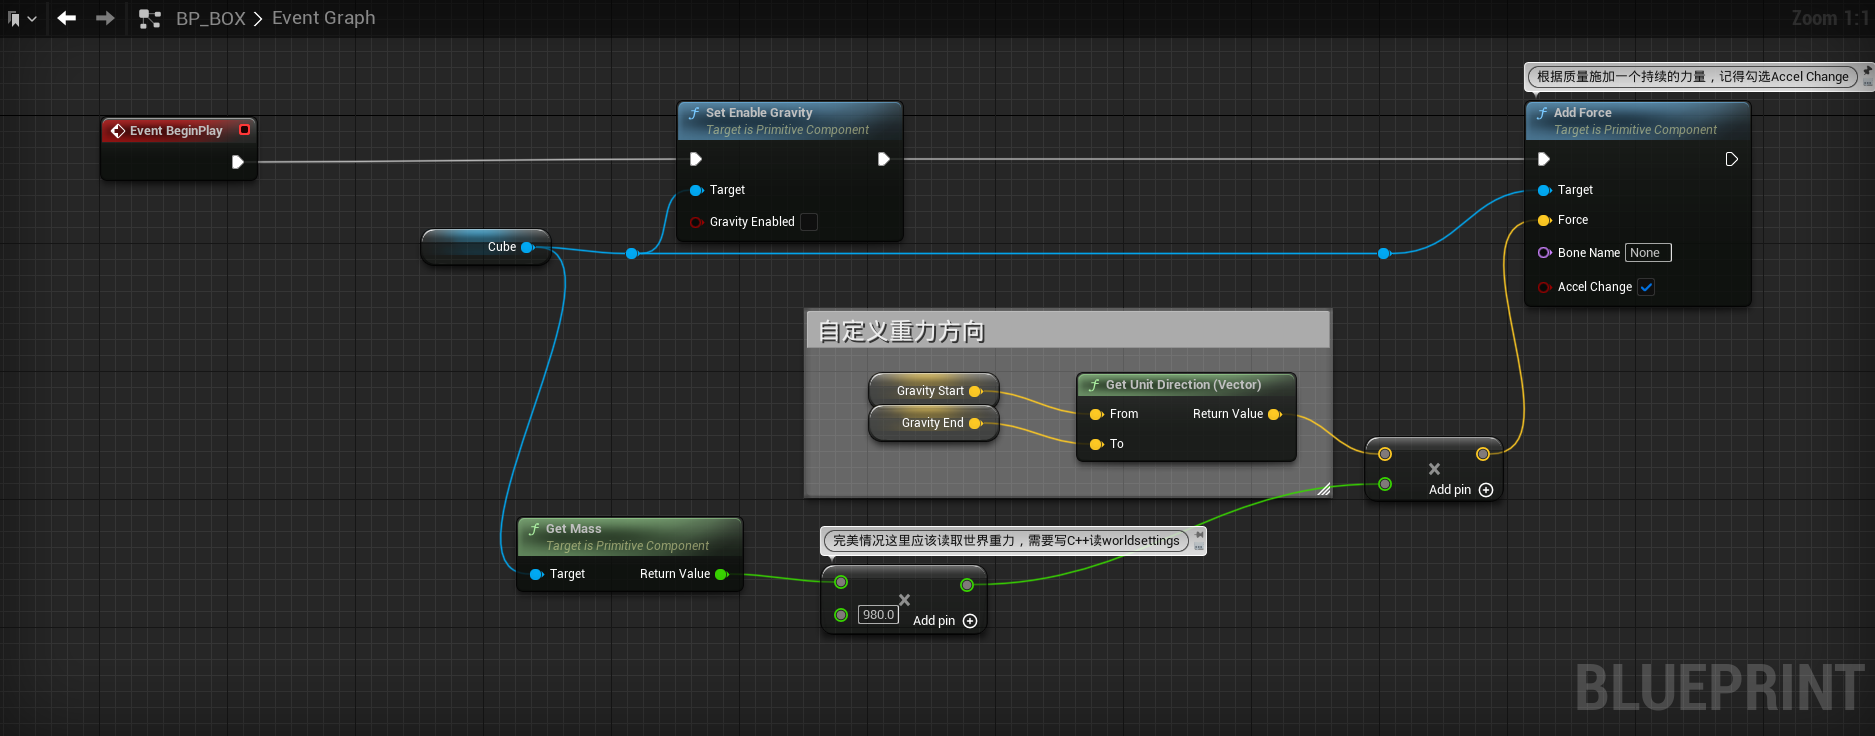 BP_BOX > Event Graph
Zoom 1:1
根据质量施加一个持续的力量，记得勾选Accel Change
Event BeginPlay
Set Enable Gravity
Target is Primitive Component
Target
Gravity Enabled
Add Force
Target is Primitive Component
Target
Force
Bone Name None
Accel Change
Cube
自定义重力方向
Gravity Start
Gravity End
Get Unit Direction (Vector)
From Return Value
To
Add pin
Get Mass
Target is Primitive Component
Target Return Value
完美情况这里应该读取世界重力，需要写C++读worldsettings
980.0
Add pin
BLUEPRINT